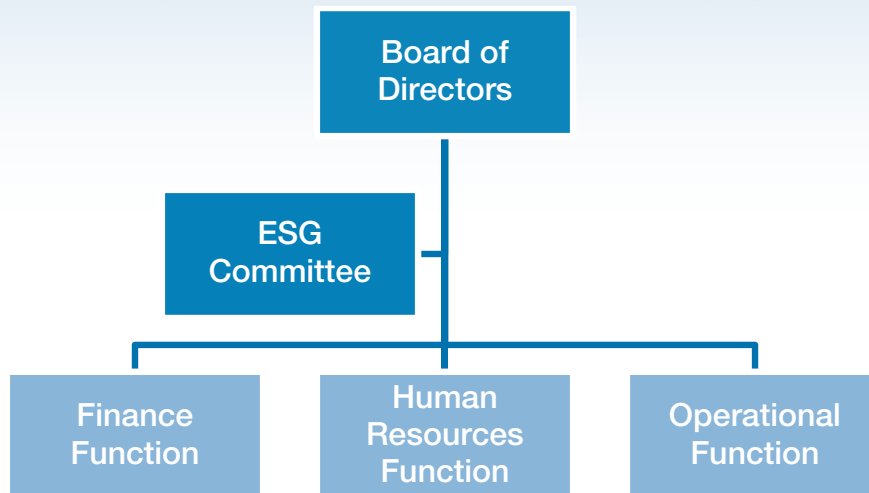 Board of
Directors
ESG
Committee
Finance
Function
Human
Resources
Function
Operational
Function